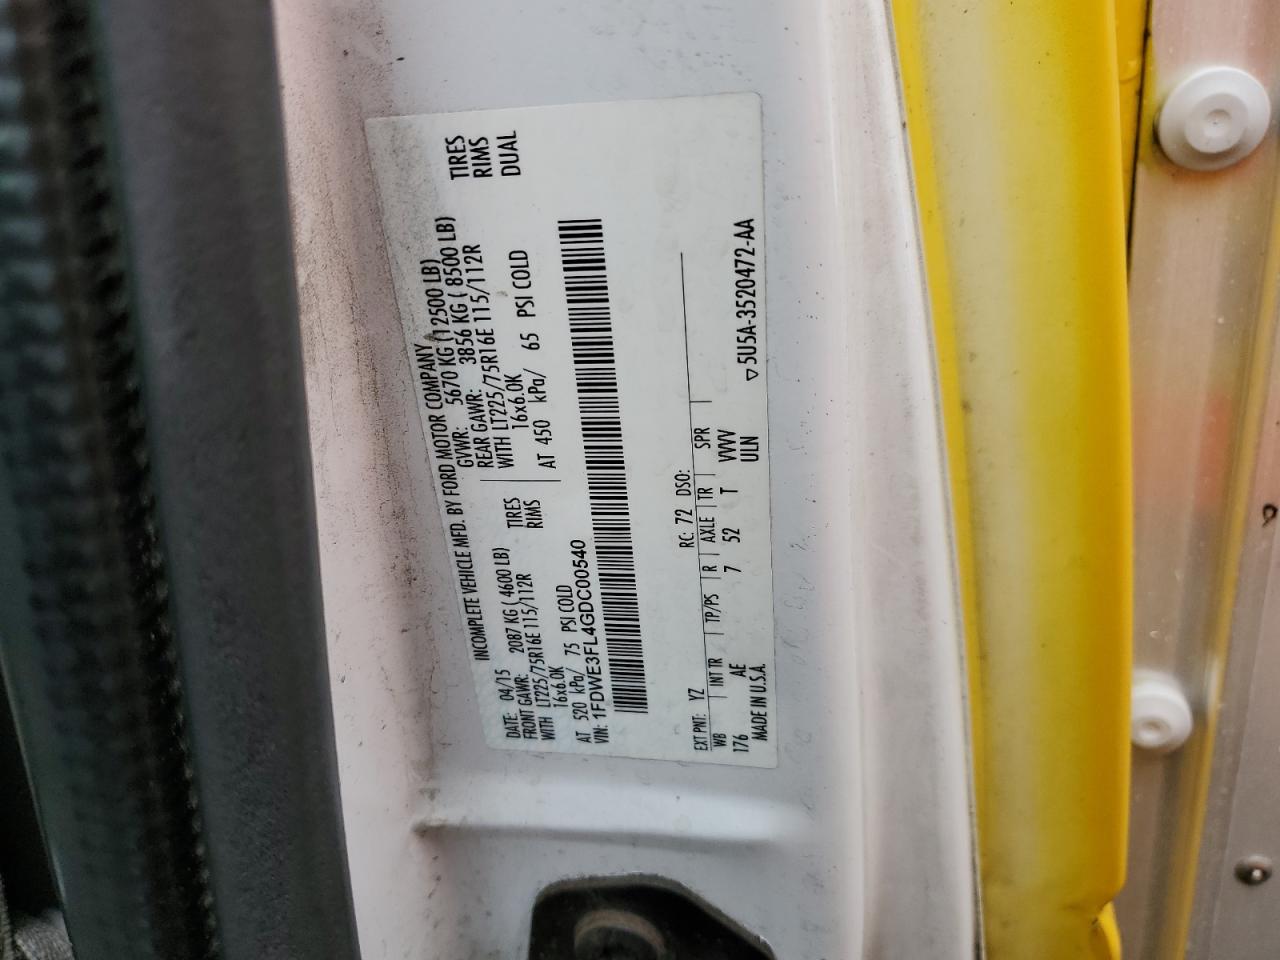 INCOMPLETE VEHICLE MFD. BY FORD MOTOR COMPANY
DATE: 04/15 GVWR: 5670 KG (12500 LB)
FRONT GAWR: 2087 KG ( 4600 LB) REAR GAWR: 3856 KG ( 8500 LB)
WITH LT225/75R16E 115/112R TIRES WITH LT225/75R16E 115/112R TIRES
16x6.0K RIMS 16x6.0K RIMS
AT 520 kPa/ 75 PSI COLD AT 450 kPa/ 65 PSI COLD DUAL
VIN: 1FDWE3FL4GDC00540
EXT PNT: YZ RC: 72 DSO:
WB INT TR TP/PS R AXLE TR SPR
176 AE 7 52 T VVVV
MADE IN U.S.A. ULN
▽5U5A-3520472-AA